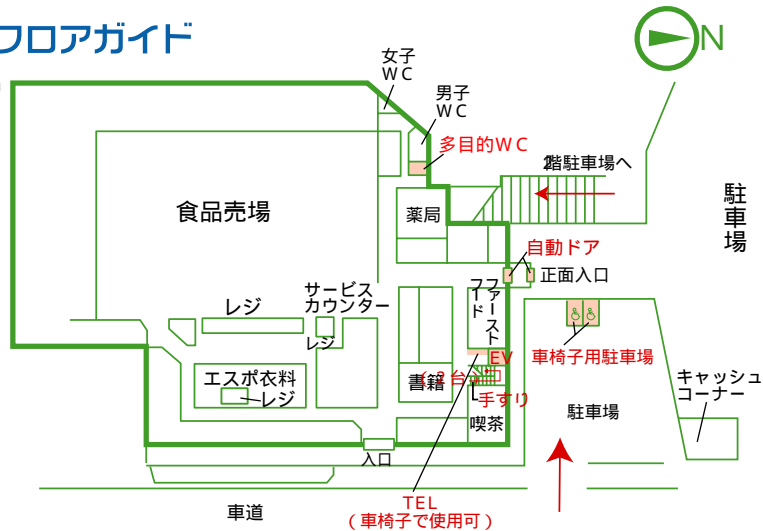 フロアガイド
N
女子
WC
男子
WC
多目的WC
2階駐車場へ
駐車場
食品売場
薬局
自動ドア
正面入口
サービス
カウンター
ファースト
フード
レジ
レジ
EV
(2台)
車椅子用駐車場
エスポ衣料
レジ
書籍
手すり
キャッシュ
コーナー
駐車場
喫茶
入口
TEL
(車椅子で使用可)
車道